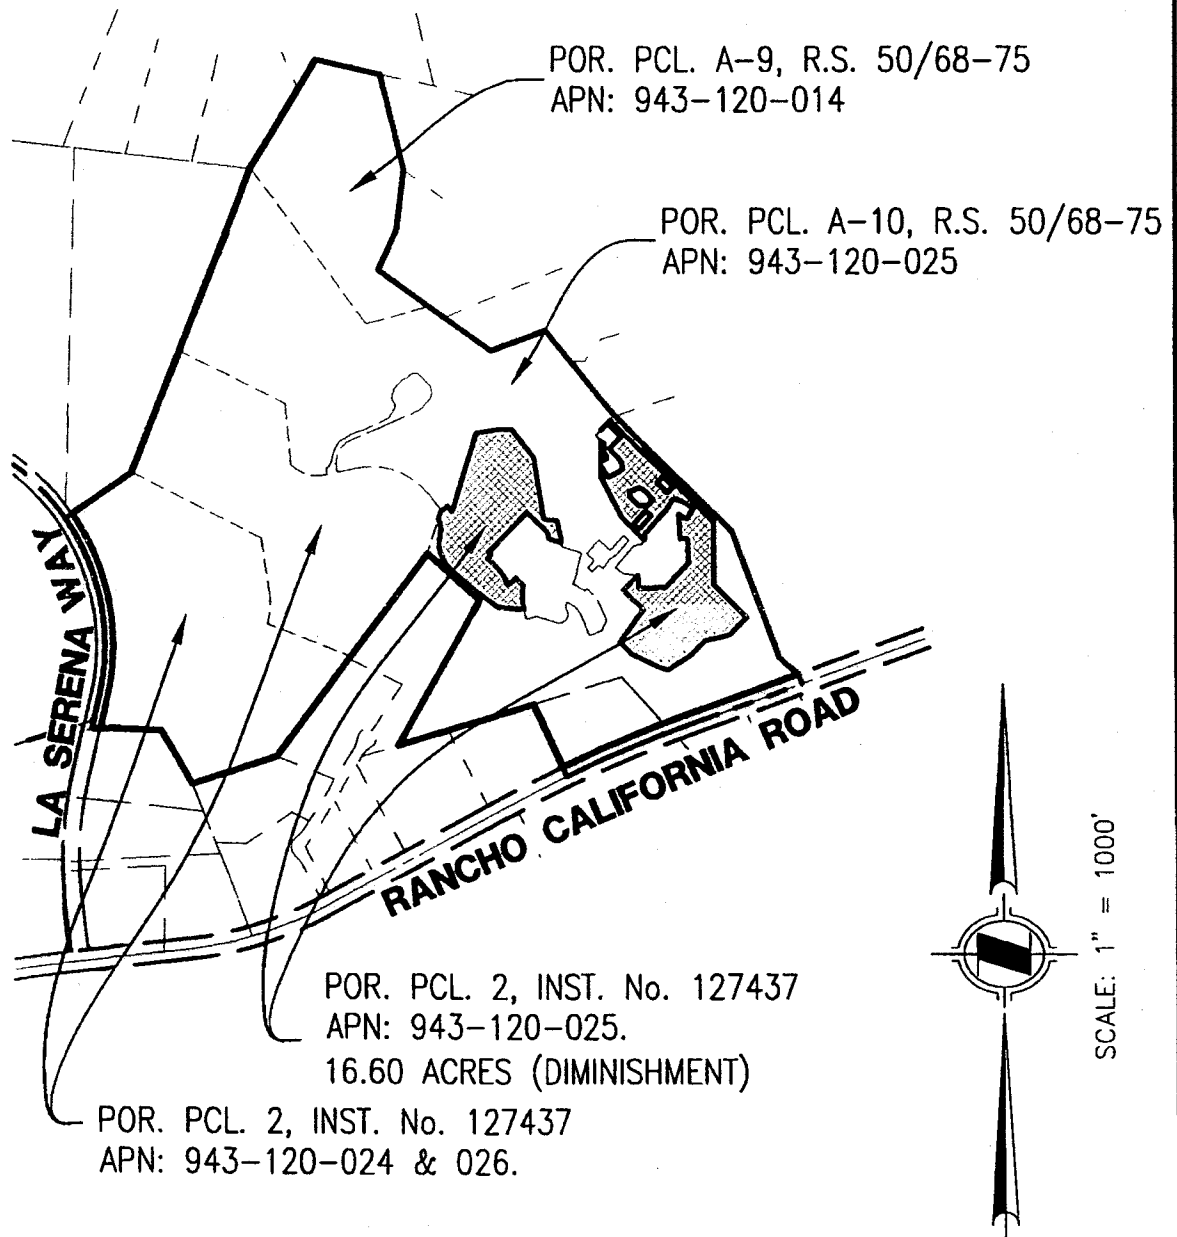 POR. PCL. A-9, R.S. 50/68-75
APN: 943-120-014
POR. PCL. A-10, R.S. 50/68-75
APN: 943-120-025
LA SERENA WAY
RANCHO CALIFORNIA ROAD
SCALE: 1" = 1000'
POR. PCL. 2, INST. No. 127437
APN: 943-120-025.
16.60 ACRES (DIMINISHMENT)
POR. PCL. 2, INST. No. 127437
APN: 943-120-024 & 026.